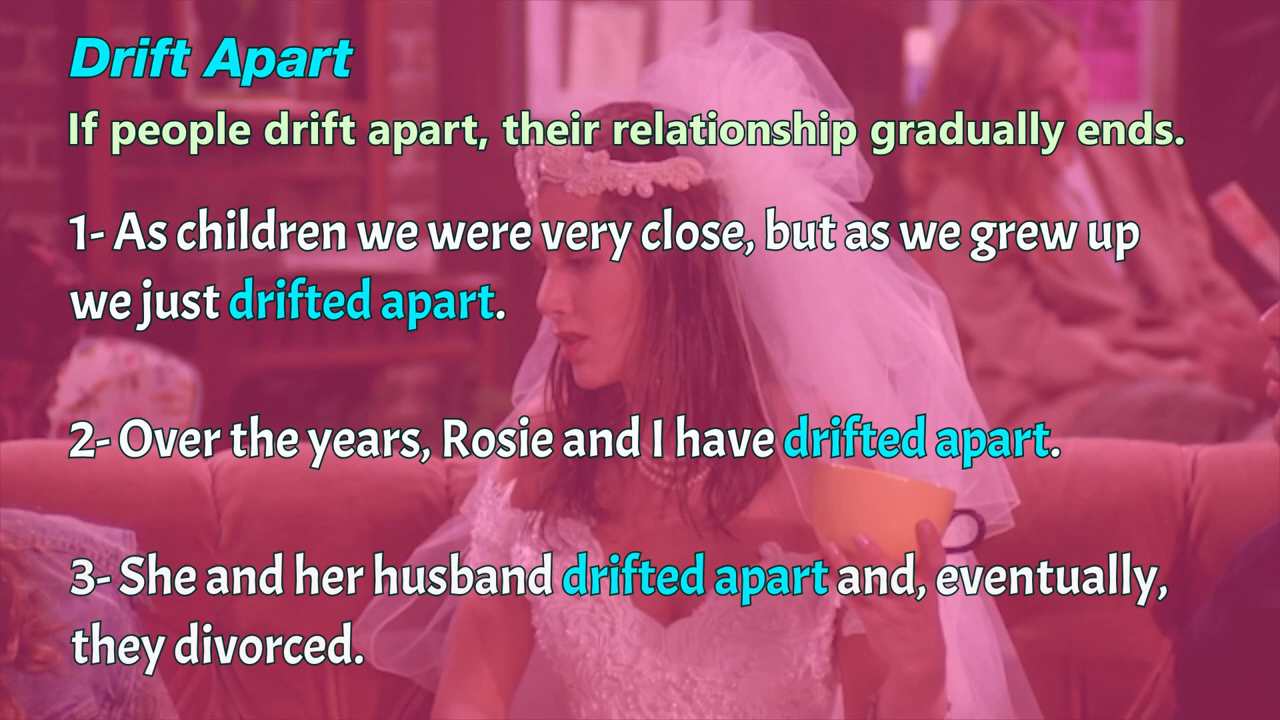 Drift Apart
If people drift apart, their relationship gradually ends.
1- As children we were very close, but as we grew up
we just drifted apart.
2- Over the years, Rosie and I have drifted apart.
3- She and her husband drifted apart and, eventually,
they divorced.